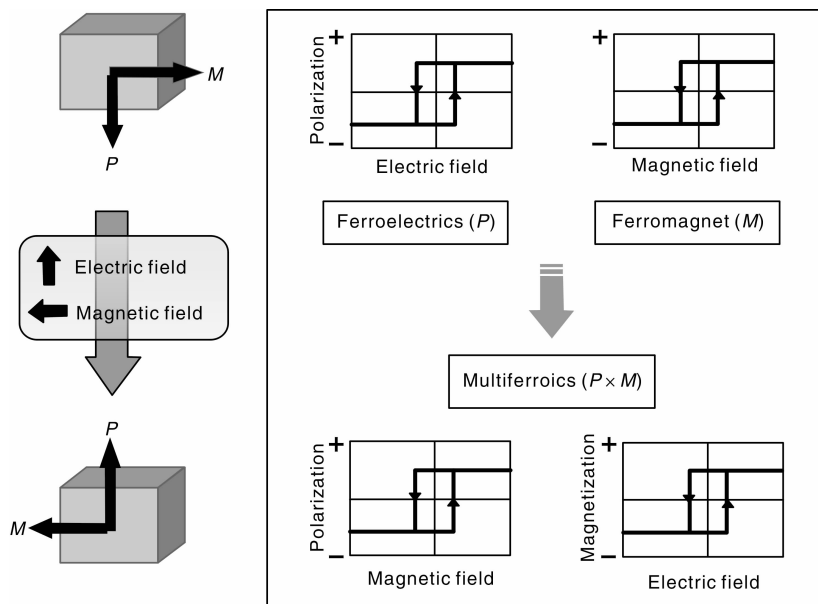 M
P
Electric field
Magnetic field
P
M
+
Polarization
−
Electric field
+
−
Magnetic field
Ferroelectrics (P)
Ferromagnet (M)
Multiferroics (P × M)
+
Polarization
−
Magnetic field
+
Magnetization
−
Electric field